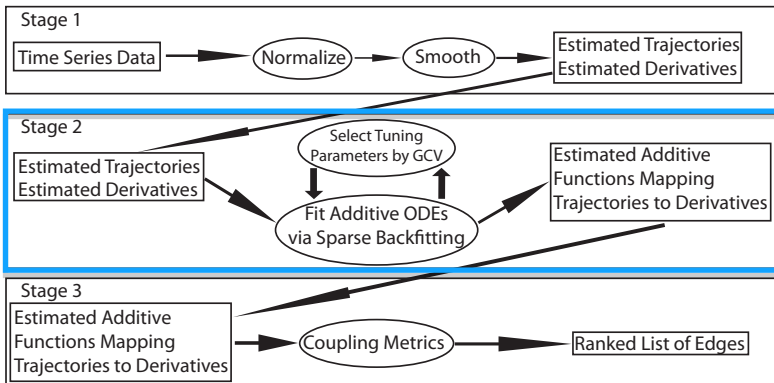 Stage 1
Time Series Data
Normalize
Smooth
Estimated Trajectories
Estimated Derivatives
Stage 2
Estimated Trajectories
Estimated Derivatives
Select Tuning
Parameters by GCV
Fit Additive ODEs
via Sparse Backfitting
Estimated Additive
Functions Mapping
Trajectories to Derivatives
Stage 3
Estimated Additive
Functions Mapping
Trajectories to Derivatives
Coupling Metrics
Ranked List of Edges